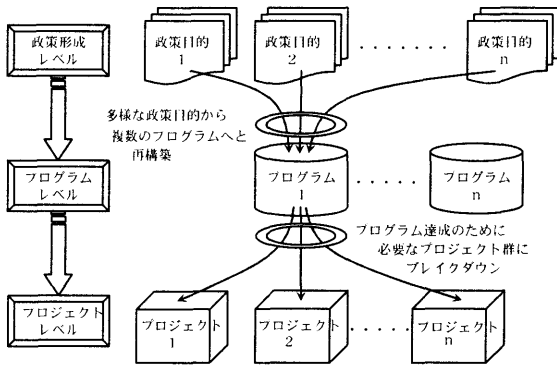 政策形成
レベル
政策目的
1
政策目的
2
. . . . . . . .
政策目的
n
多様な政策目的から
複数のプログラムへと
再構築
プログラム
レベル
プログラム
1
. . . . .
プログラム
n
プログラム達成のために
必要なプロジェクト群に
ブレイクダウン
プロジェクト
レベル
プロジェクト
1
プロジェクト
2
. . . . .
プロジェクト
n